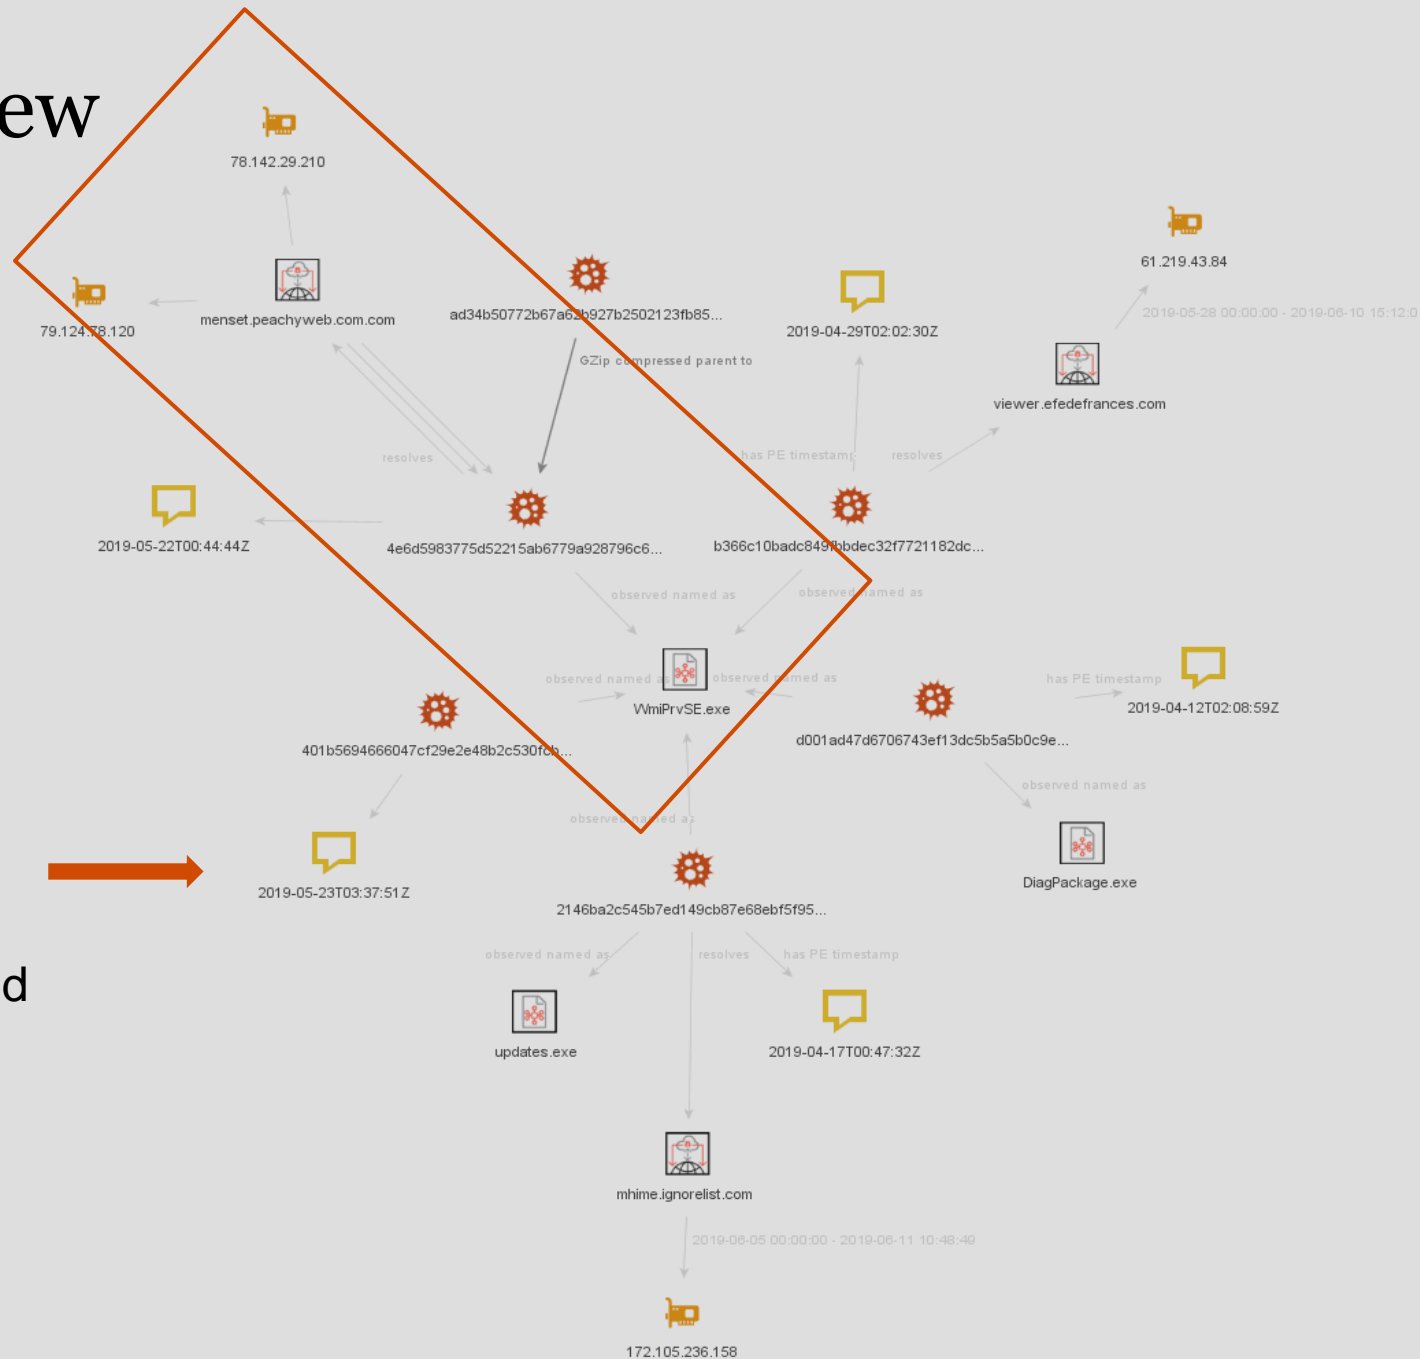 ew
78.142.29.210
61.219.43.84
2019-05-28 00:00:00 - 2019-06-10 15:12:0
menset.peachyweb.com.com
ad34b50772b67a62b927b2502123fb85...
79.124.78.120
2019-04-29T02:02:30Z
GZip compressed parent to
viewer.efedefrances.com
resolves
has PE timestamp
resolves
2019-05-22T00:44:44Z
4e6d5983775d52215ab6779a928796c6...
b366c10badc849fbbdec32f7721182dc...
observed named as
observed named as
observed named as
observed named as
has PE timestamp
WmiPrvSE.exe
2019-04-12T02:08:59Z
401b5694666047cf29e2e48b2c530fcb...
d001ad47d6706743ef13dc5b5a5b0c9e...
observed named as
observed named as
2019-05-23T03:37:51Z
DiagPackage.exe
2146ba2c545b7ed149cb87e68ebf5f95...
observed named as
resolves
has PE timestamp
d
updates.exe
2019-04-17T00:47:32Z
mhime.ignorelist.com
2019-06-05 00:00:00 - 2019-06-11 10:48:49
172.105.236.158